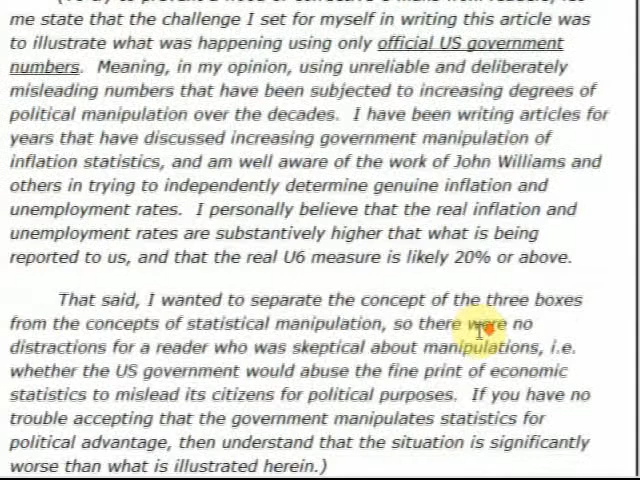 me state that the challenge I set for myself in writing this article was
to illustrate what was happening using only official US government
numbers.  Meaning, in my opinion, using unreliable and deliberately
misleading numbers that have been subjected to increasing degrees of
political manipulation over the decades.  I have been writing articles for
years that have discussed increasing government manipulation of
inflation statistics, and am well aware of the work of John Williams and
others in trying to independently determine genuine inflation and
unemployment rates.  I personally believe that the real inflation and
unemployment rates are substantively higher that what is being
reported to us, and that the real U6 measure is likely 20% or above.
That said, I wanted to separate the concept of the three boxes
from the concepts of statistical manipulation, so there were no
distractions for a reader who was skeptical about manipulations, i.e.
whether the US government would abuse the fine print of economic
statistics to mislead its citizens for political purposes.  If you have no
trouble accepting that the government manipulates statistics for
political advantage, then understand that the situation is significantly
worse than what is illustrated herein.)